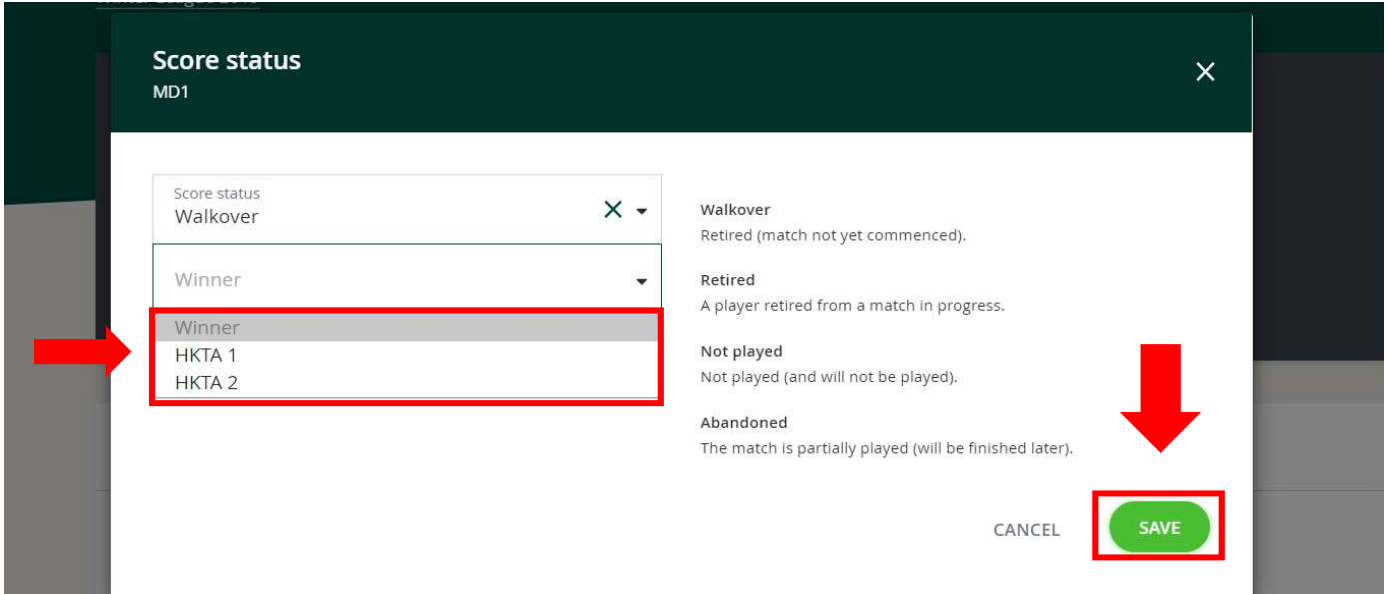 Score status
MD1
Score status
Walkover
Winner
Winner
HKTA 1
HKTA 2
Walkover
Retired (match not yet commenced).
Retired
A player retired from a match in progress.
Not played
Not played (and will not be played).
Abandoned
The match is partially played (will be finished later).
CANCEL
SAVE